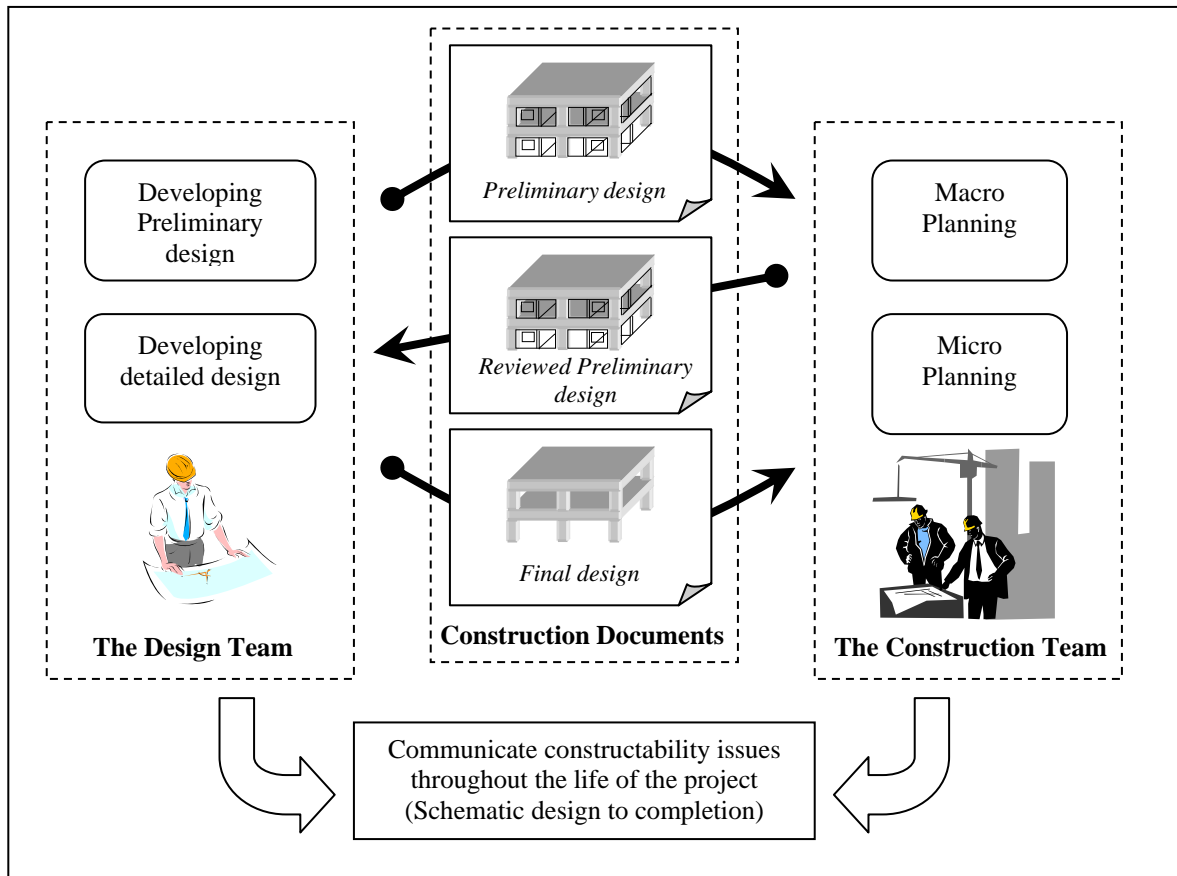 Developing
Preliminary
design
Developing
detailed design
The Design Team
Preliminary design
Reviewed Preliminary
design
Final design
Construction Documents
Macro
Planning
Micro
Planning
The Construction Team
Communicate constructability issues
throughout the life of the project
(Schematic design to completion)